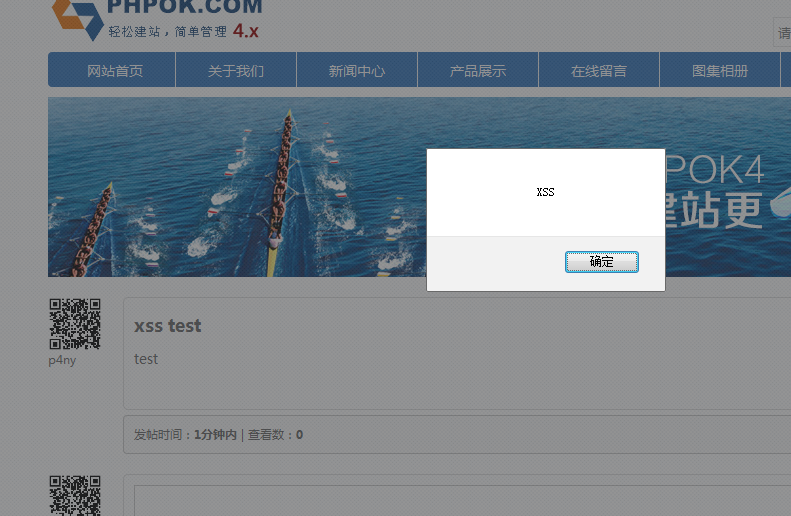 PHPOK.COM
轻松建站，简单管理 4.x
请
网站首页 关于我们 新闻中心 产品展示 在线留言 图集相册
POK4
建站更
XSS
确定
p4ny
xss test
test
发帖时间：1分钟内 | 查看数：0